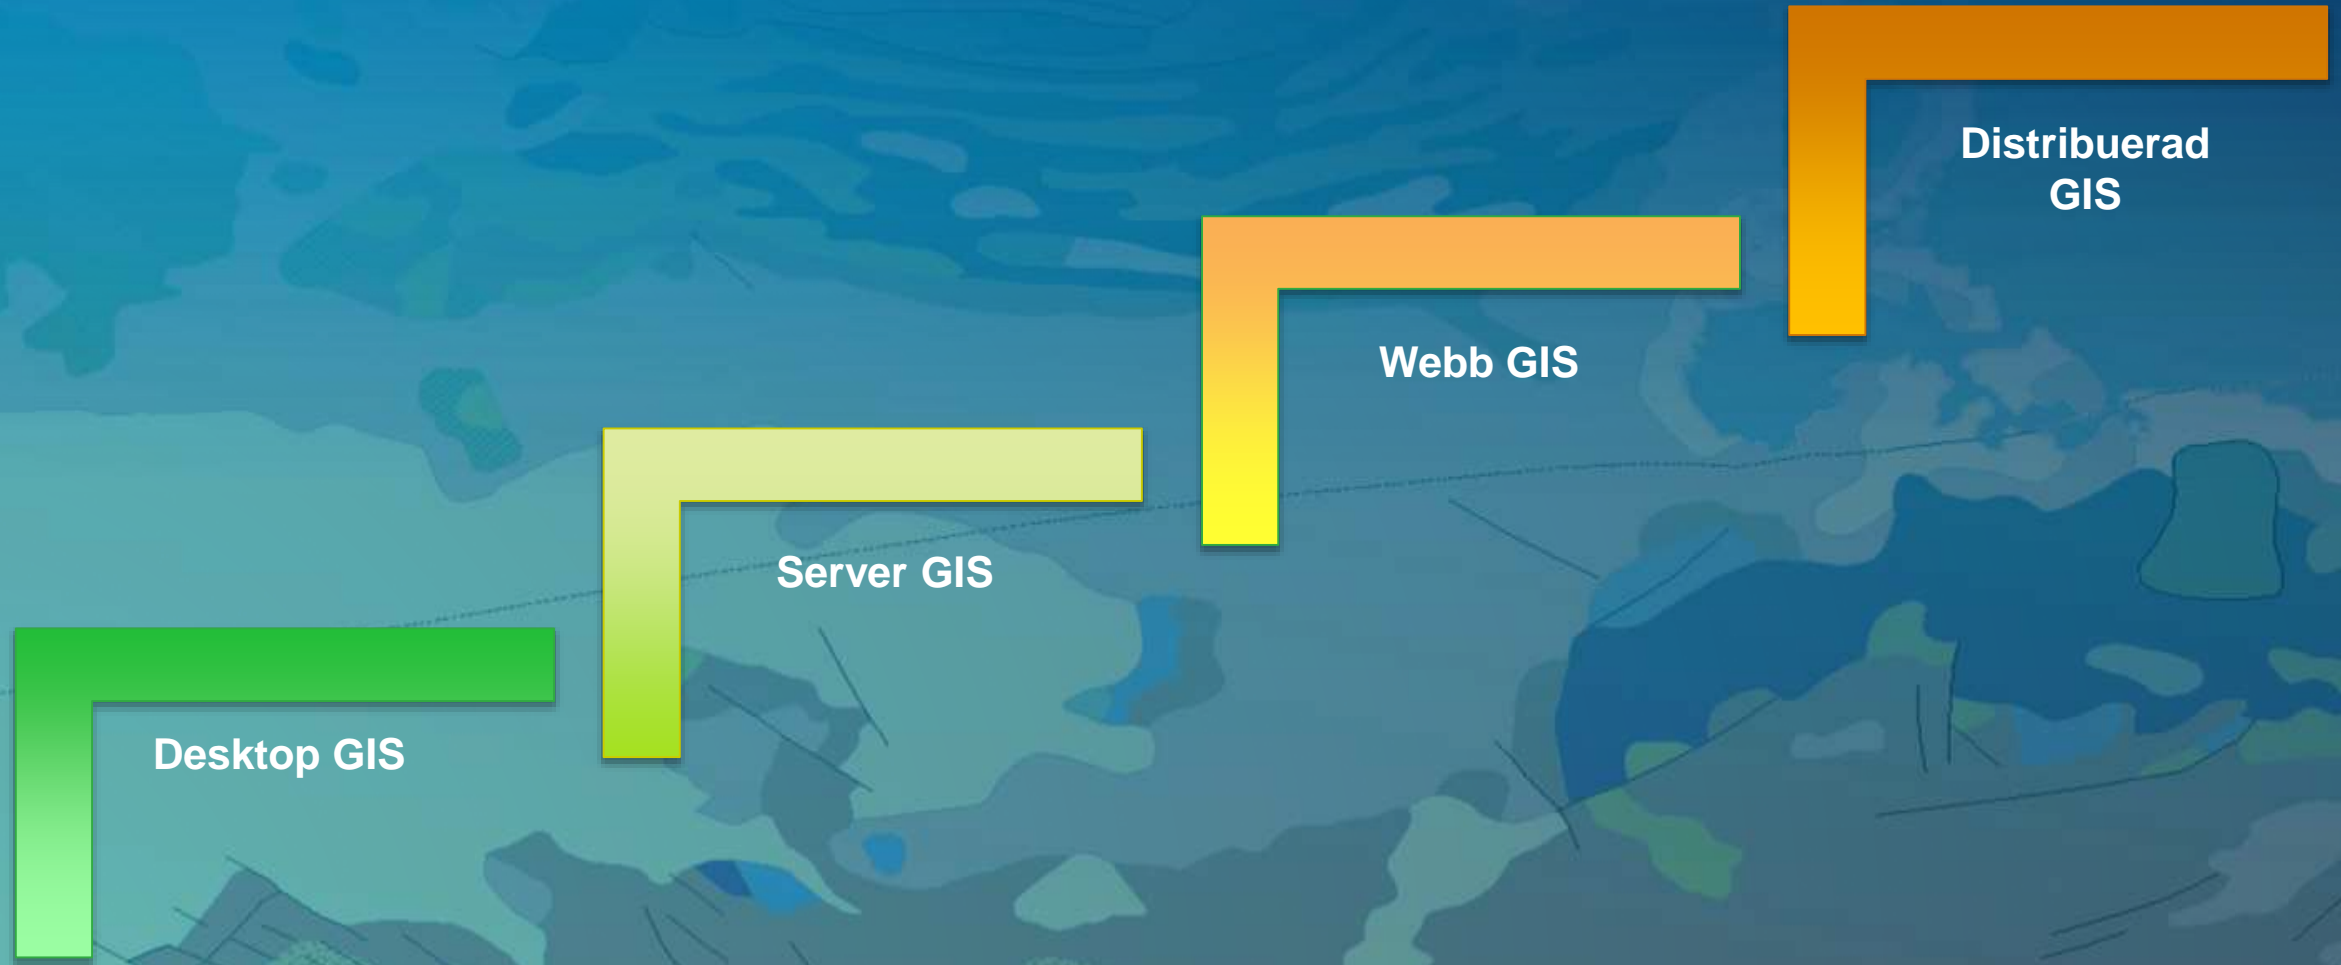 Distribuerad
GIS
Webb GIS
Server GIS
Desktop GIS